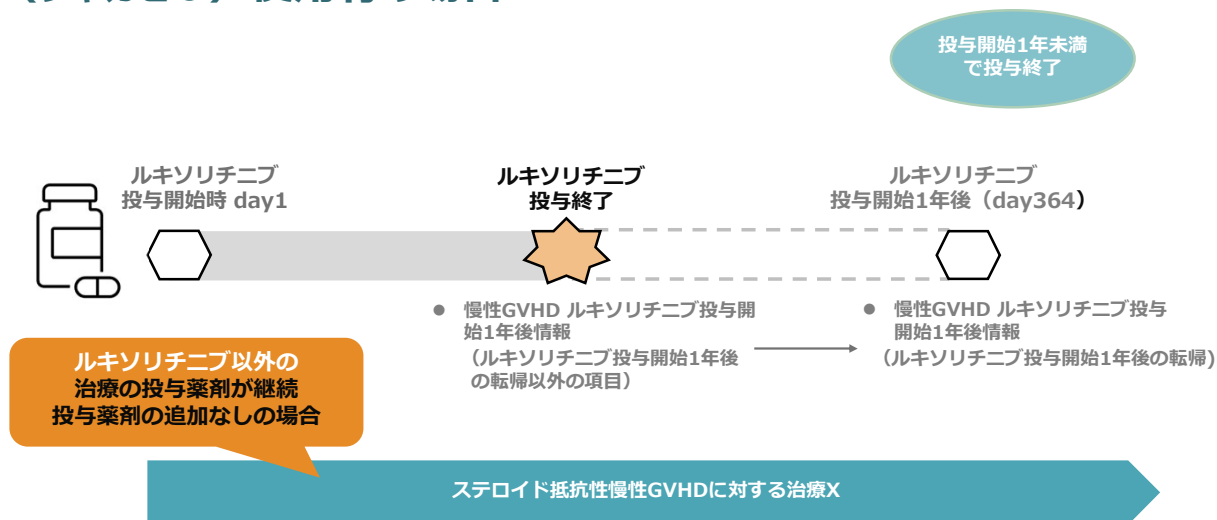 投与開始1年未満
で投与終了
ルキソリチニブ
投与開始時 day1
ルキソリチニブ
投与終了
ルキソリチニブ
投与開始1年後（day364）
● 慢性GVHD ルキソリチニブ投与開
始1年後情報
（ルキソリチニブ投与開始1年後
の転帰以外の項目）
● 慢性GVHD ルキソリチニブ投与
開始1年後情報
（ルキソリチニブ投与開始1年後の転帰）
ルキソリチニブ以外の
治療の投与薬剤が継続
投与薬剤の追加なしの場合
ステロイド抵抗性慢性GVHDに対する治療X